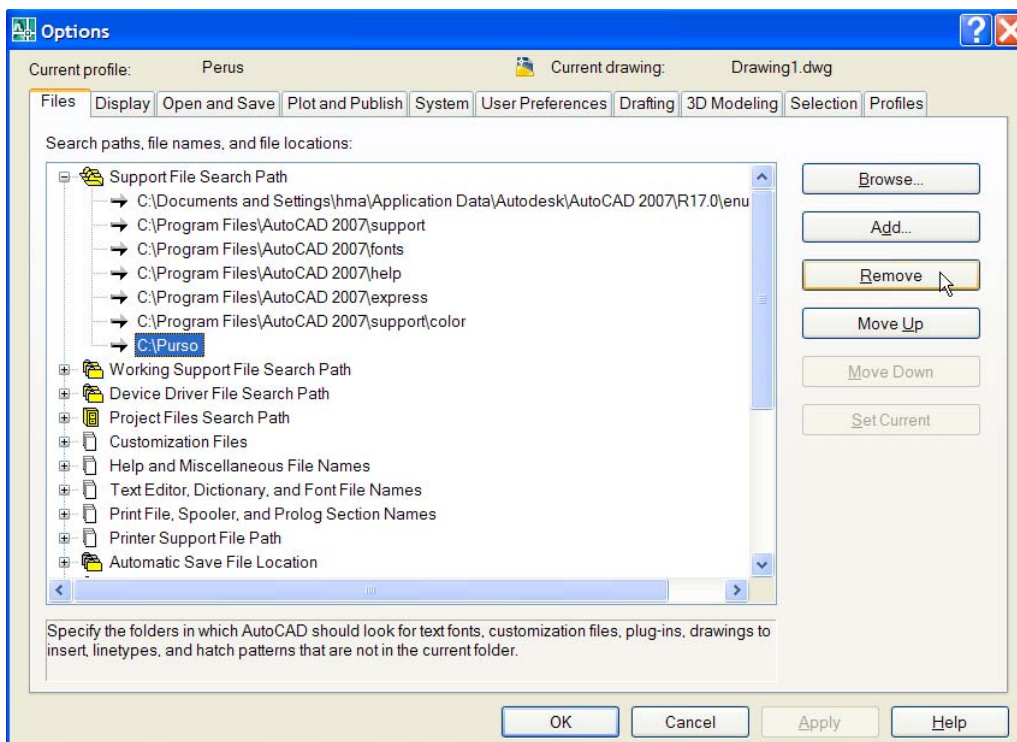 Options
Current profile: Perus Current drawing: Drawing1.dwg
Files Display Open and Save Plot and Publish System User Preferences Drafting 3D Modeling Selection Profiles
Search paths, file names, and file locations:
Support File Search Path
C:\Documents and Settings\hma\Application Data\Autodesk\AutoCAD 2007\R17.0\enu
C:\Program Files\AutoCAD 2007\support
C:\Program Files\AutoCAD 2007\fonts
C:\Program Files\AutoCAD 2007\help
C:\Program Files\AutoCAD 2007\express
C:\Program Files\AutoCAD 2007\support\color
C:\Purso
Working Support File Search Path
Device Driver File Search Path
Project Files Search Path
Customization Files
Help and Miscellaneous File Names
Text Editor, Dictionary, and Font File Names
Print File, Spooler, and Prolog Section Names
Printer Support File Path
Automatic Save File Location
Browse...
Add...
Remove
Move Up
Move Down
Set Current
Specify the folders in which AutoCAD should look for text fonts, customization files, plug-ins, drawings to
insert, linetypes, and hatch patterns that are not in the current folder.
OK Cancel Apply Help